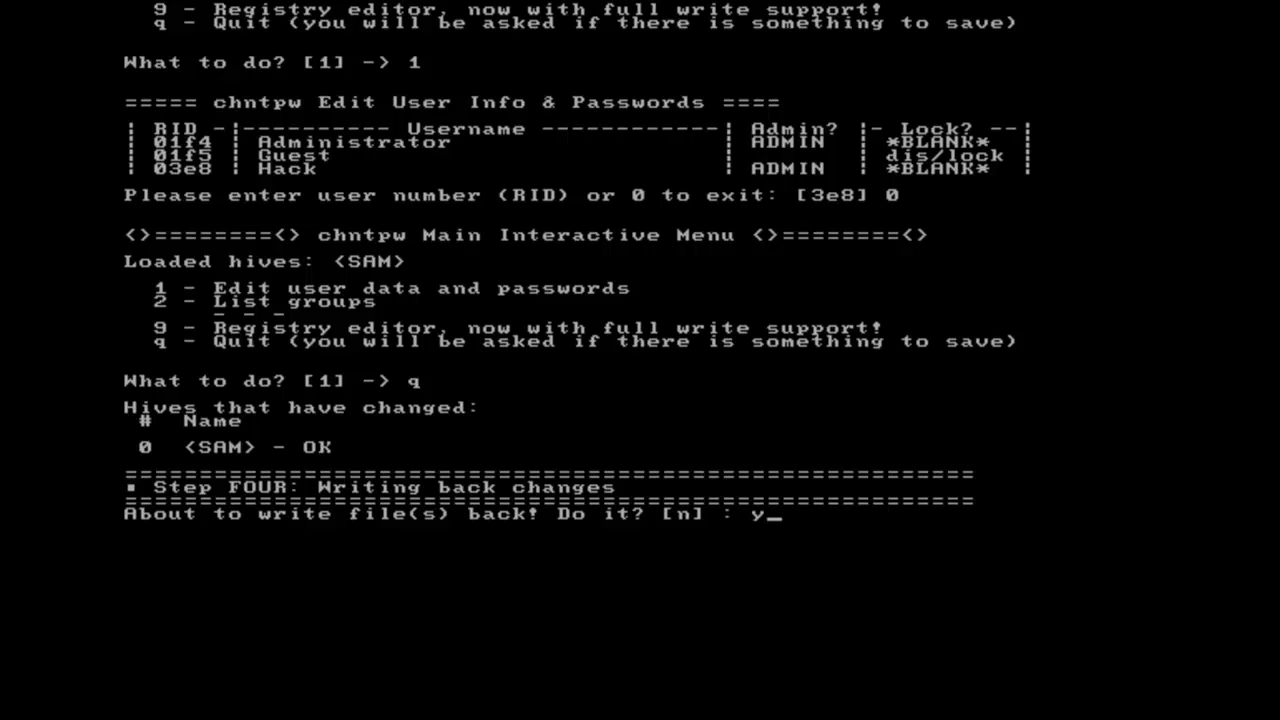 9 - Registry editor, now with full write support!
q - Quit (you will be asked if there is something to save)
What to do? [1] -> 1
===== chntpw Edit User Info & Passwords ====
| RID -|---------- Username ------------| Admin? |- Lock? --|
| 01f4 | Administrator | ADMIN | *BLANK* |
| 01f5 | Guest | | dis/lock |
| 03e8 | Hack | ADMIN | *BLANK* |
Please enter user number (RID) or 0 to exit: [3e8] 0
<>========<> chntpw Main Interactive Menu <>========<>
Loaded hives: <SAM>
1 - Edit user data and passwords
2 - List groups
- - -
9 - Registry editor, now with full write support!
q - Quit (you will be asked if there is something to save)
What to do? [1] -> q
Hives that have changed:
# Name
0 <SAM> - OK
=========================================================
▪ Step FOUR: Writing back changes
=========================================================
About to write file(s) back! Do it? [n] : y_